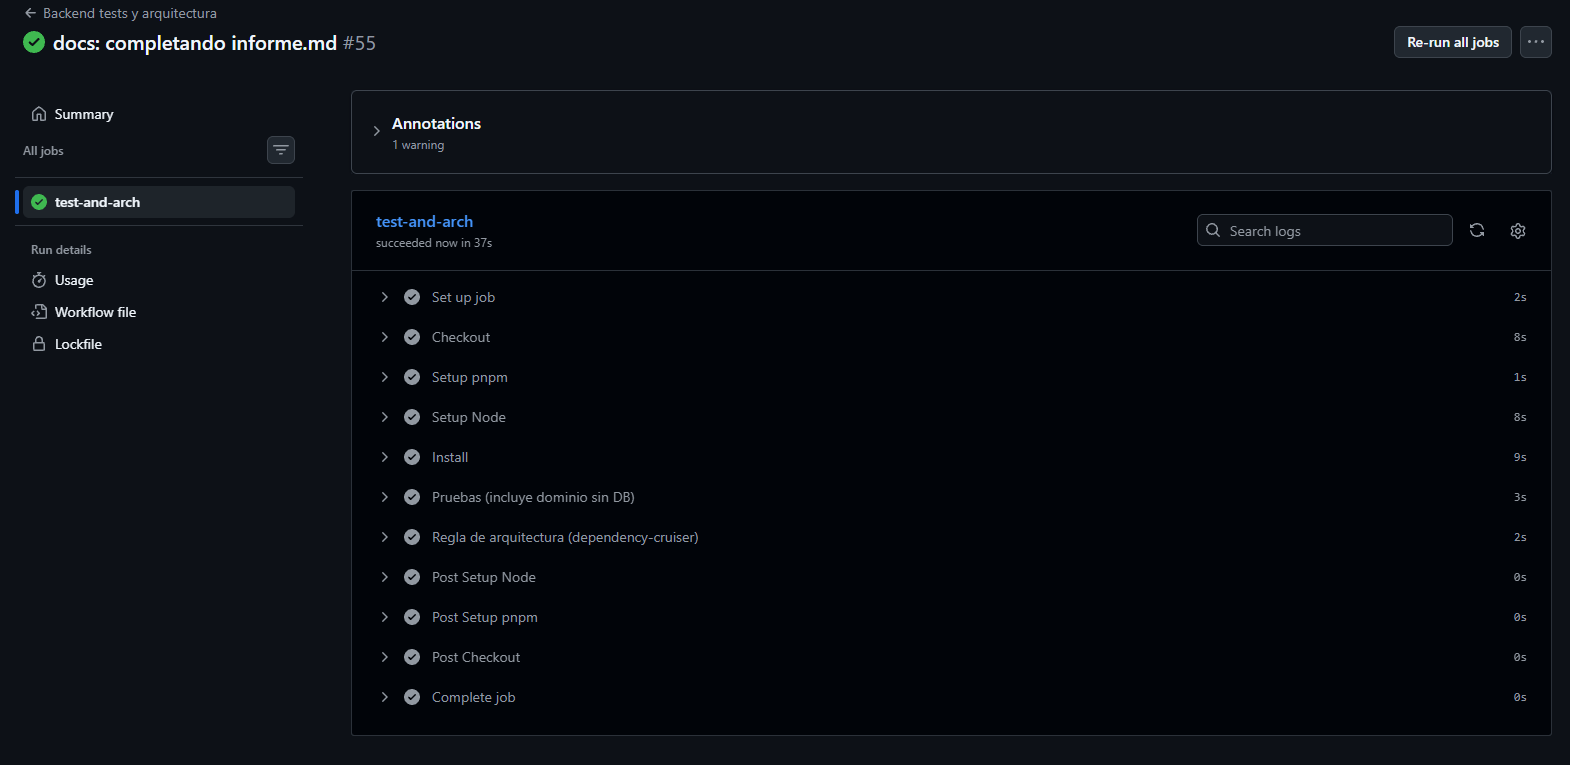 Backend tests y arquitectura
docs: completando informe.md #55
Re-run all jobs
Summary
All jobs
test-and-arch
Run details
Usage
Workflow file
Lockfile
Annotations
1 warning
test-and-arch
succeeded now in 37s
Search logs
Set up job 2s
Checkout 8s
Setup pnpm 1s
Setup Node 8s
Install 9s
Pruebas (incluye dominio sin DB) 3s
Regla de arquitectura (dependency-cruiser) 2s
Post Setup Node 0s
Post Setup pnpm 0s
Post Checkout 0s
Complete job 0s